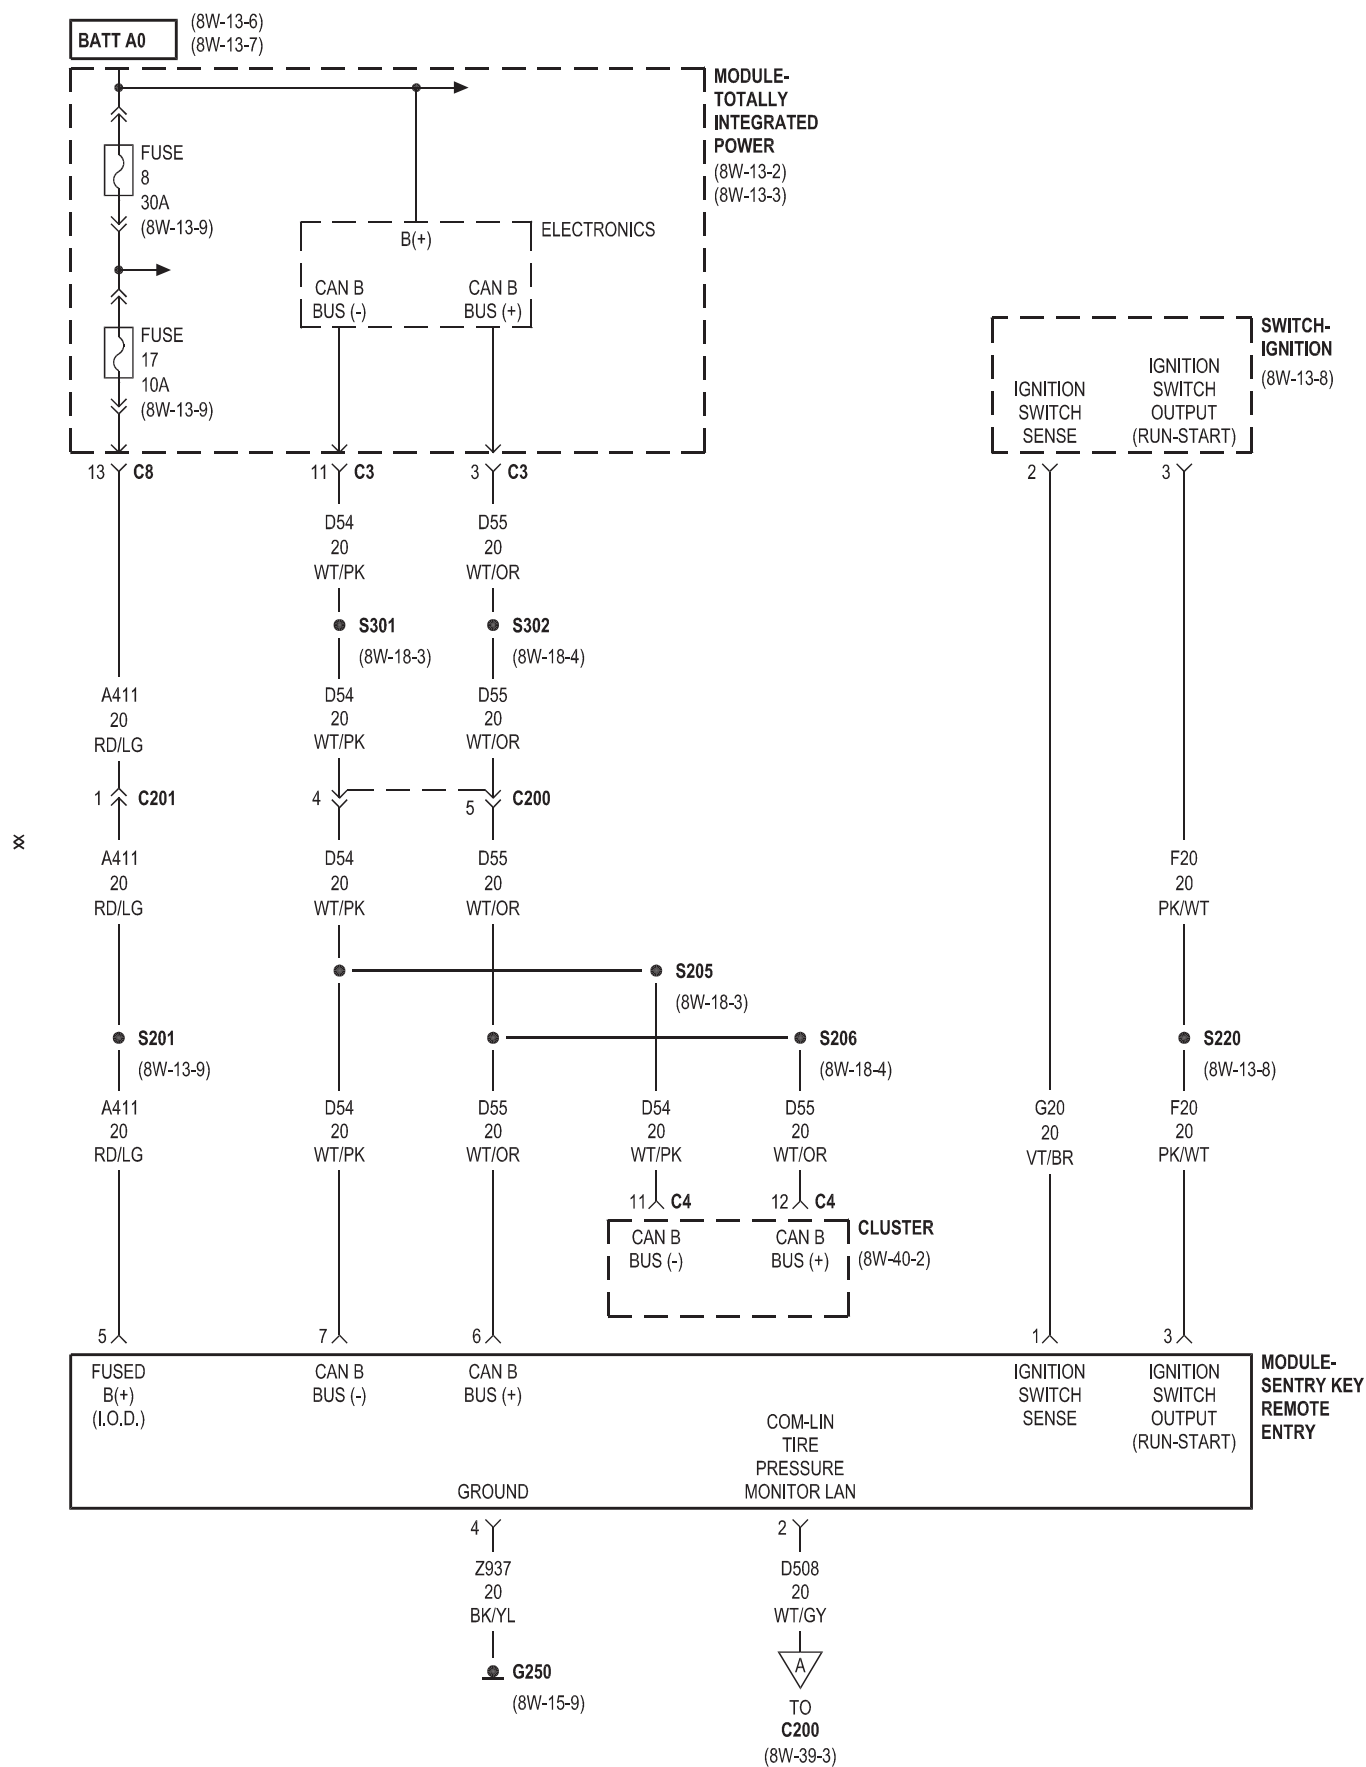 BATT A0
(8W-13-6)
(8W-13-7)
MODULE-
TOTALLY
INTEGRATED
POWER
(8W-13-2)
(8W-13-3)
FUSE
8
30A
(8W-13-9)
ELECTRONICS
B(+)
CAN B
BUS (-)
CAN B
BUS (+)
FUSE
17
10A
(8W-13-9)
SWITCH-
IGNITION
(8W-13-8)
IGNITION
SWITCH
SENSE
IGNITION
SWITCH
OUTPUT
(RUN-START)
13 C8
11 C3
3 C3
2
3
D54
20
WT/PK
D55
20
WT/OR
S301
(8W-18-3)
S302
(8W-18-4)
A411
20
RD/LG
D54
20
WT/PK
D55
20
WT/OR
1 C201
4
5 C200
XX
A411
20
RD/LG
D54
20
WT/PK
D55
20
WT/OR
F20
20
PK/WT
S205
(8W-18-3)
S201
(8W-13-9)
S206
(8W-18-4)
S220
(8W-13-8)
A411
20
RD/LG
D54
20
WT/PK
D55
20
WT/OR
D54
20
WT/PK
D55
20
WT/OR
G20
20
VT/BR
F20
20
PK/WT
11 C4
12 C4
CLUSTER
(8W-40-2)
CAN B
BUS (-)
CAN B
BUS (+)
5
7
6
1
3
FUSED
B(+)
(I.O.D.)
CAN B
BUS (-)
CAN B
BUS (+)
IGNITION
SWITCH
SENSE
IGNITION
SWITCH
OUTPUT
(RUN-START)
MODULE-
SENTRY KEY
REMOTE
ENTRY
GROUND
COM-LIN
TIRE
PRESSURE
MONITOR LAN
4
2
Z937
20
BK/YL
D508
20
WT/GY
G250
(8W-15-9)
A
TO
C200
(8W-39-3)